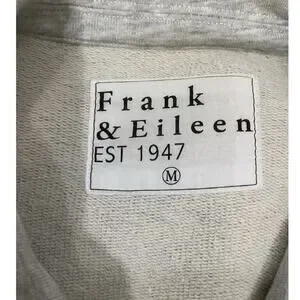 Frank
& Eileen
EST 1947
M